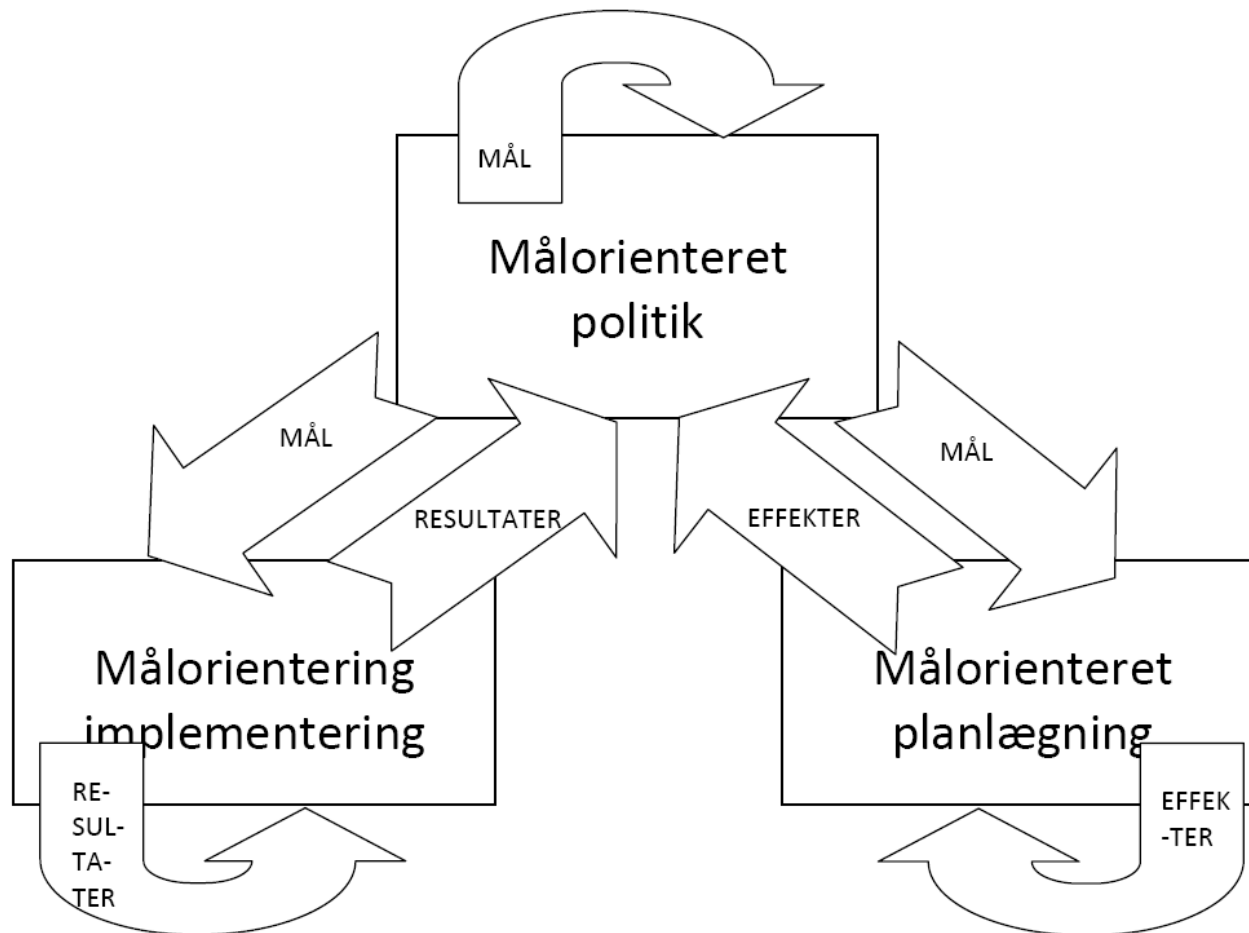 MÅL
Målorienteret
politik
MÅL
RESULTATER
EFFEKTER
MÅL
Målorientering
implementering
RE-
SUL-
TA-
TER
Målorienteret
planlægning
EFFEK
-TER